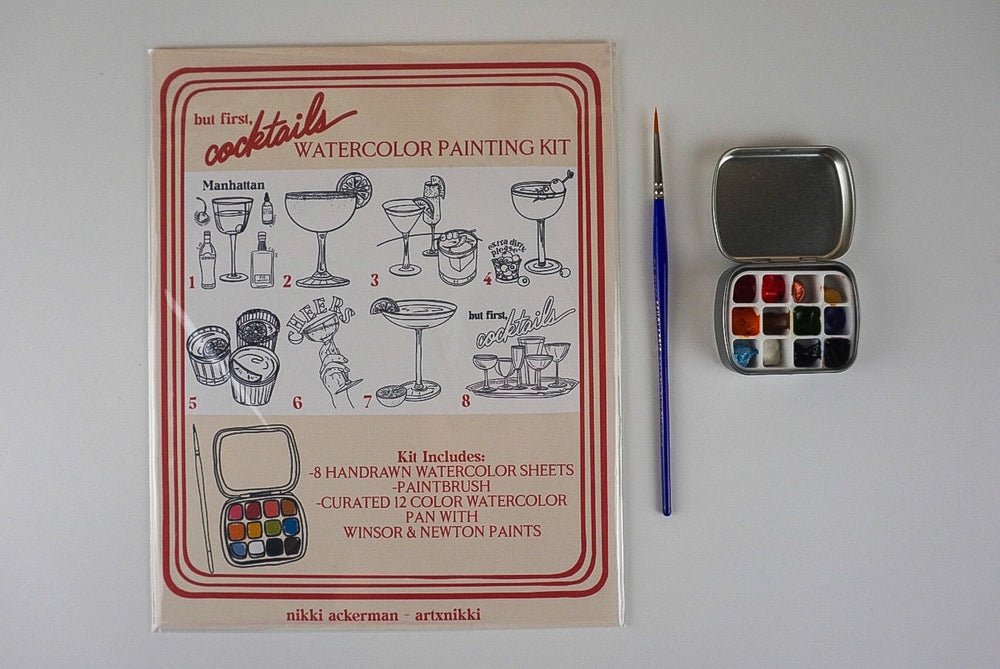 but first,
cocktails
WATERCOLOR PAINTING KIT
Manhattan
1
2
3
extra dirty
please
4
5
CHEERS
6
7
but first,
cocktails
8
Kit Includes:
-8 HANDRAWN WATERCOLOR SHEETS
-PAINTBRUSH
-CURATED 12 COLOR WATERCOLOR
PAN WITH
WINSOR & NEWTON PAINTS
nikki ackerman - artxnikki